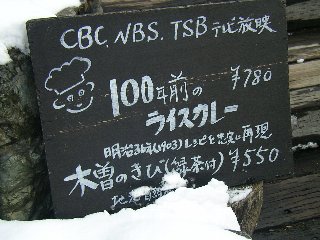 CBC. NBS. TSB テレビ放映
100年前の ¥780
ライスカレー
明治36年(1903)レシピを忠実に再現
木曽のきび(緑茶付)¥550